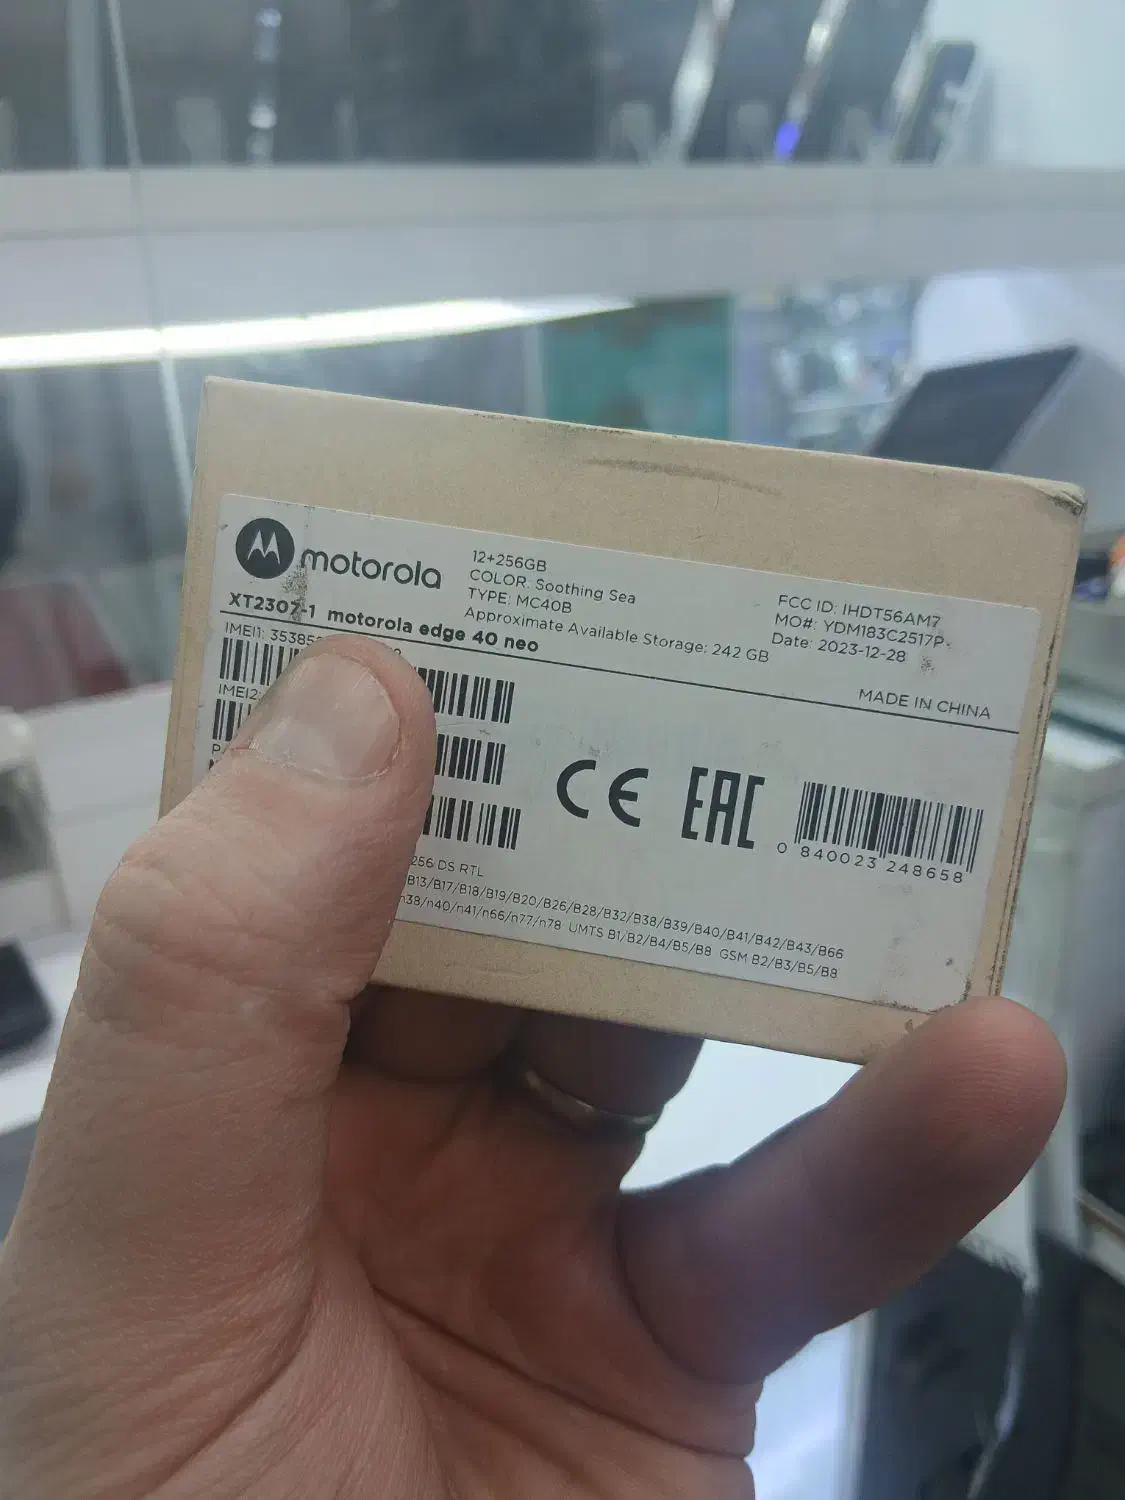 motorola
12+256GB
COLOR: Soothing Sea
TYPE: MC40B
Approximate Available Storage: 242 GB
FCC ID: IHDT56AM7
MO#: YDM183C2517P
Date: 2023-12-28
XT2307-1 motorola edge 40 neo
MADE IN CHINA
IMEI1: 35385
IMEI2:
CE
EAC
0 840023 248658
256 DS RTL
B13/B17/B18/B19/B20/B26/B28/B32/B38/B39/B40/B41/B42/B43/B66
n38/n40/n41/n66/n77/n78 UMTS B1/B2/B4/B5/B8 GSM B2/B3/B5/B8